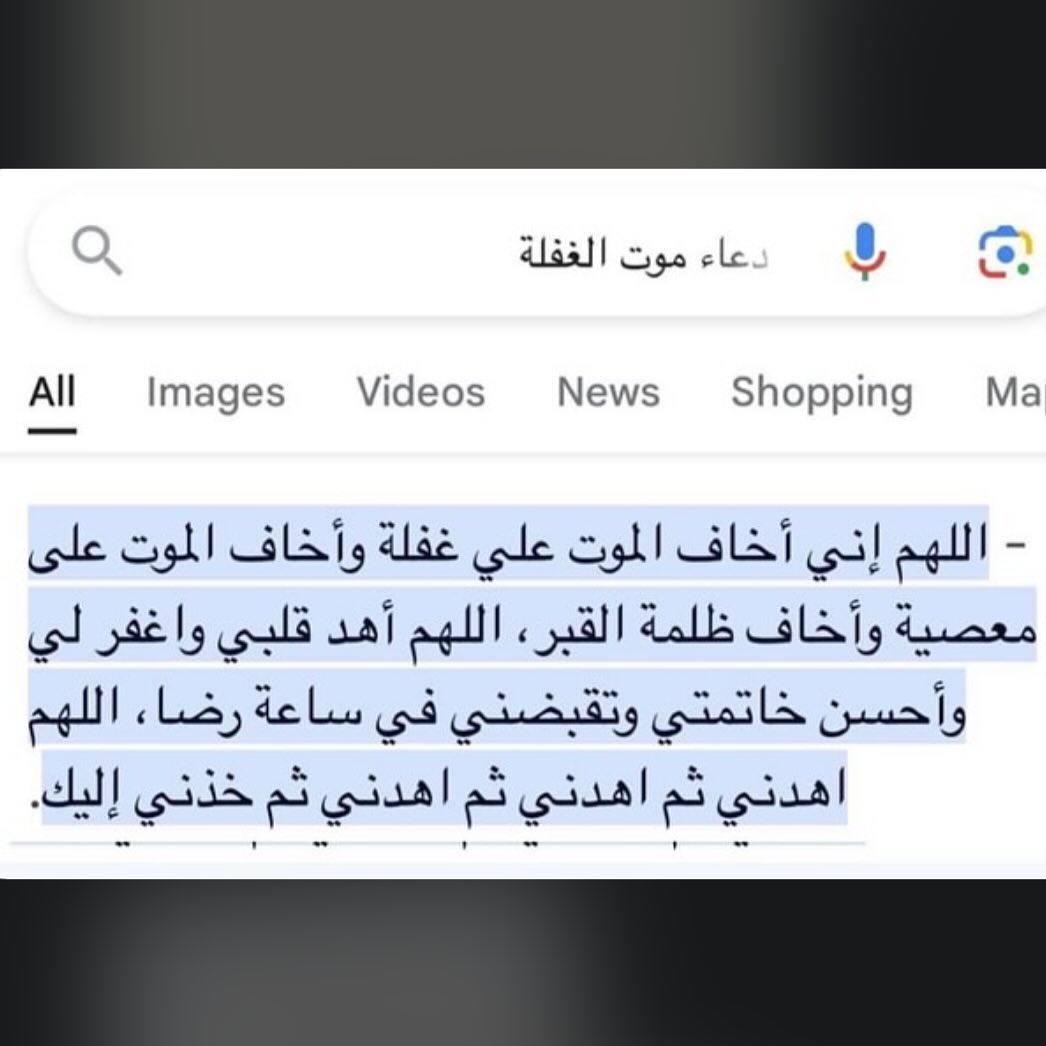 دعاء موت الغفلة
All Images Videos News Shopping Ma
- اللهم إني أخاف الموت علي غفلة وأخاف الموت على
معصية وأخاف ظلمة القبر، اللهم أهد قلبي واغفر لي
وأحسن خاتمتي وتقبضني في ساعة رضا، اللهم
اهدني ثم اهدني ثم اهدني ثم خذني إليك.